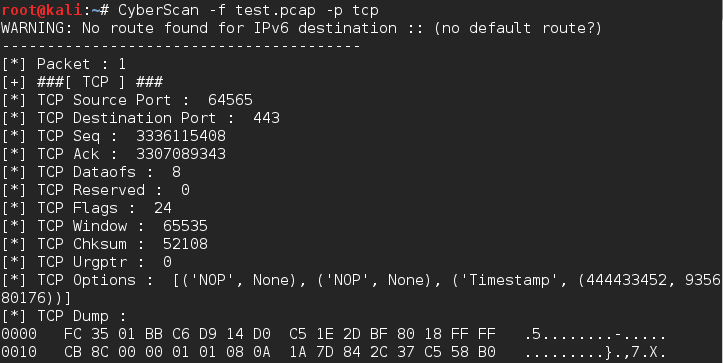 root@kali:~# CyberScan -f test.pcap -p tcp
WARNING: No route found for IPv6 destination :: (no default route?)
----------------------------------------
[*] Packet : 1
[+] ###[ TCP ] ###
[*] TCP Source Port :  64565
[*] TCP Destination Port :  443
[*] TCP Seq :  3336115408
[*] TCP Ack :  3307089343
[*] TCP Dataofs :  8
[*] TCP Reserved :  0
[*] TCP Flags :  24
[*] TCP Window :  65535
[*] TCP Chksum :  52108
[*] TCP Urgptr :  0
[*] TCP Options :  [('NOP', None), ('NOP', None), ('Timestamp', (444433452, 9356
80176))]
[*] TCP Dump :
0000   FC 35 01 BB C6 D9 14 D0  C5 1E 2D BF 80 18 FF FF   .5........-.....
0010   CB 8C 00 00 01 01 08 0A  1A 7D 84 2C 37 C5 58 B0   .........}.,7.X.